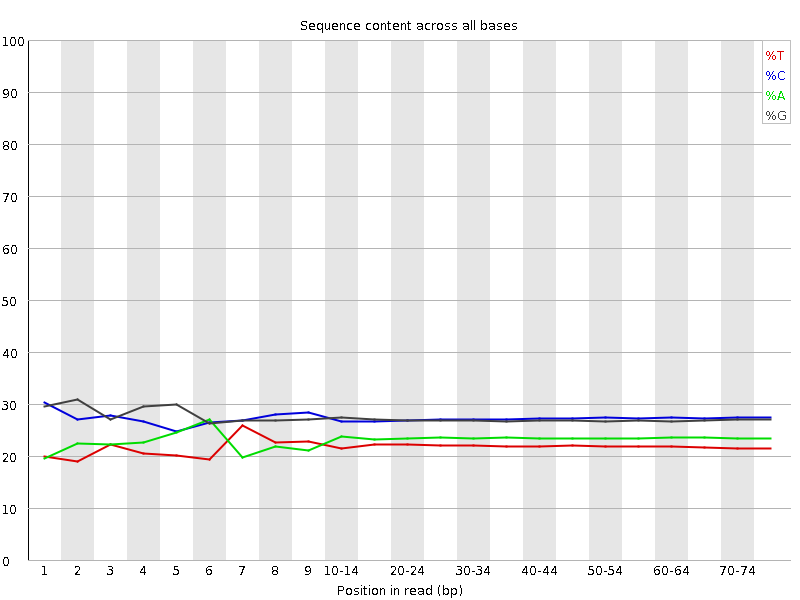 Sequence content across all bases
100
90
80
70
60
50
40
30
20
10
0
%T
%C
%A
%G
1 2 3 4 5 6 7 8 9 10-14 20-24 30-34 40-44 50-54 60-64 70-74
Position in read (bp)